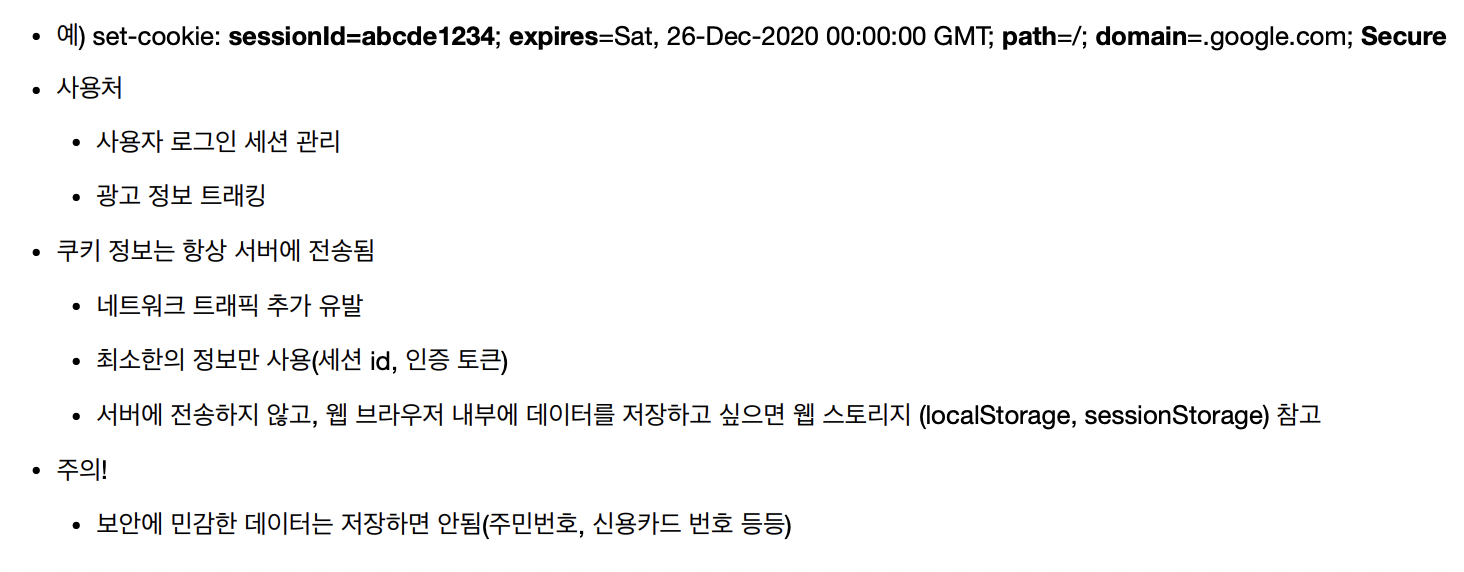 • 예) set-cookie: sessionId=abcde1234; expires=Sat, 26-Dec-2020 00:00:00 GMT; path=/; domain=.google.com; Secure
• 사용처
• 사용자 로그인 세션 관리
• 광고 정보 트래킹
• 쿠키 정보는 항상 서버에 전송됨
• 네트워크 트래픽 추가 유발
• 최소한의 정보만 사용(세션 id, 인증 토큰)
• 서버에 전송하지 않고, 웹 브라우저 내부에 데이터를 저장하고 싶으면 웹 스토리지 (localStorage, sessionStorage) 참고
• 주의!
• 보안에 민감한 데이터는 저장하면 안됨(주민번호, 신용카드 번호 등등)